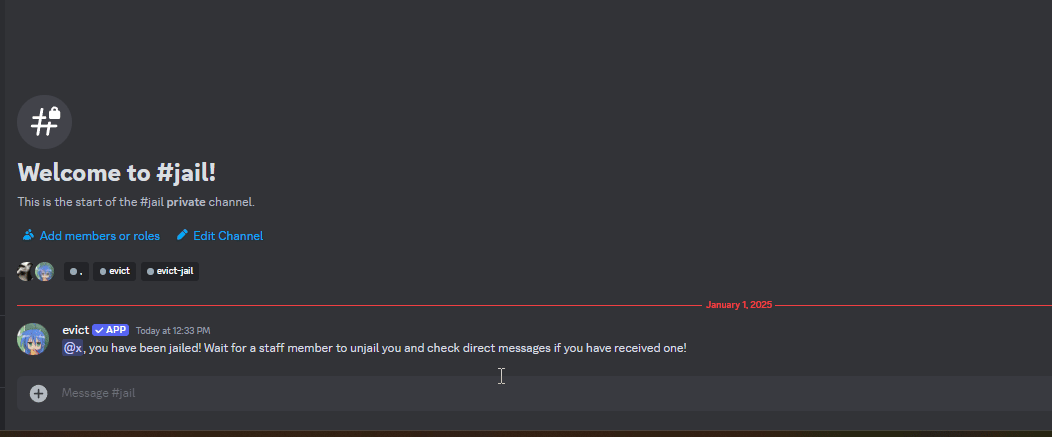 Welcome to #jail!
This is the start of the #jail private channel.
Add members or roles Edit Channel
. evict evict-jail
January 1, 2025
evict APP Today at 12:33 PM
@x, you have been jailed! Wait for a staff member to unjail you and check direct messages if you have received one!
Message #jail